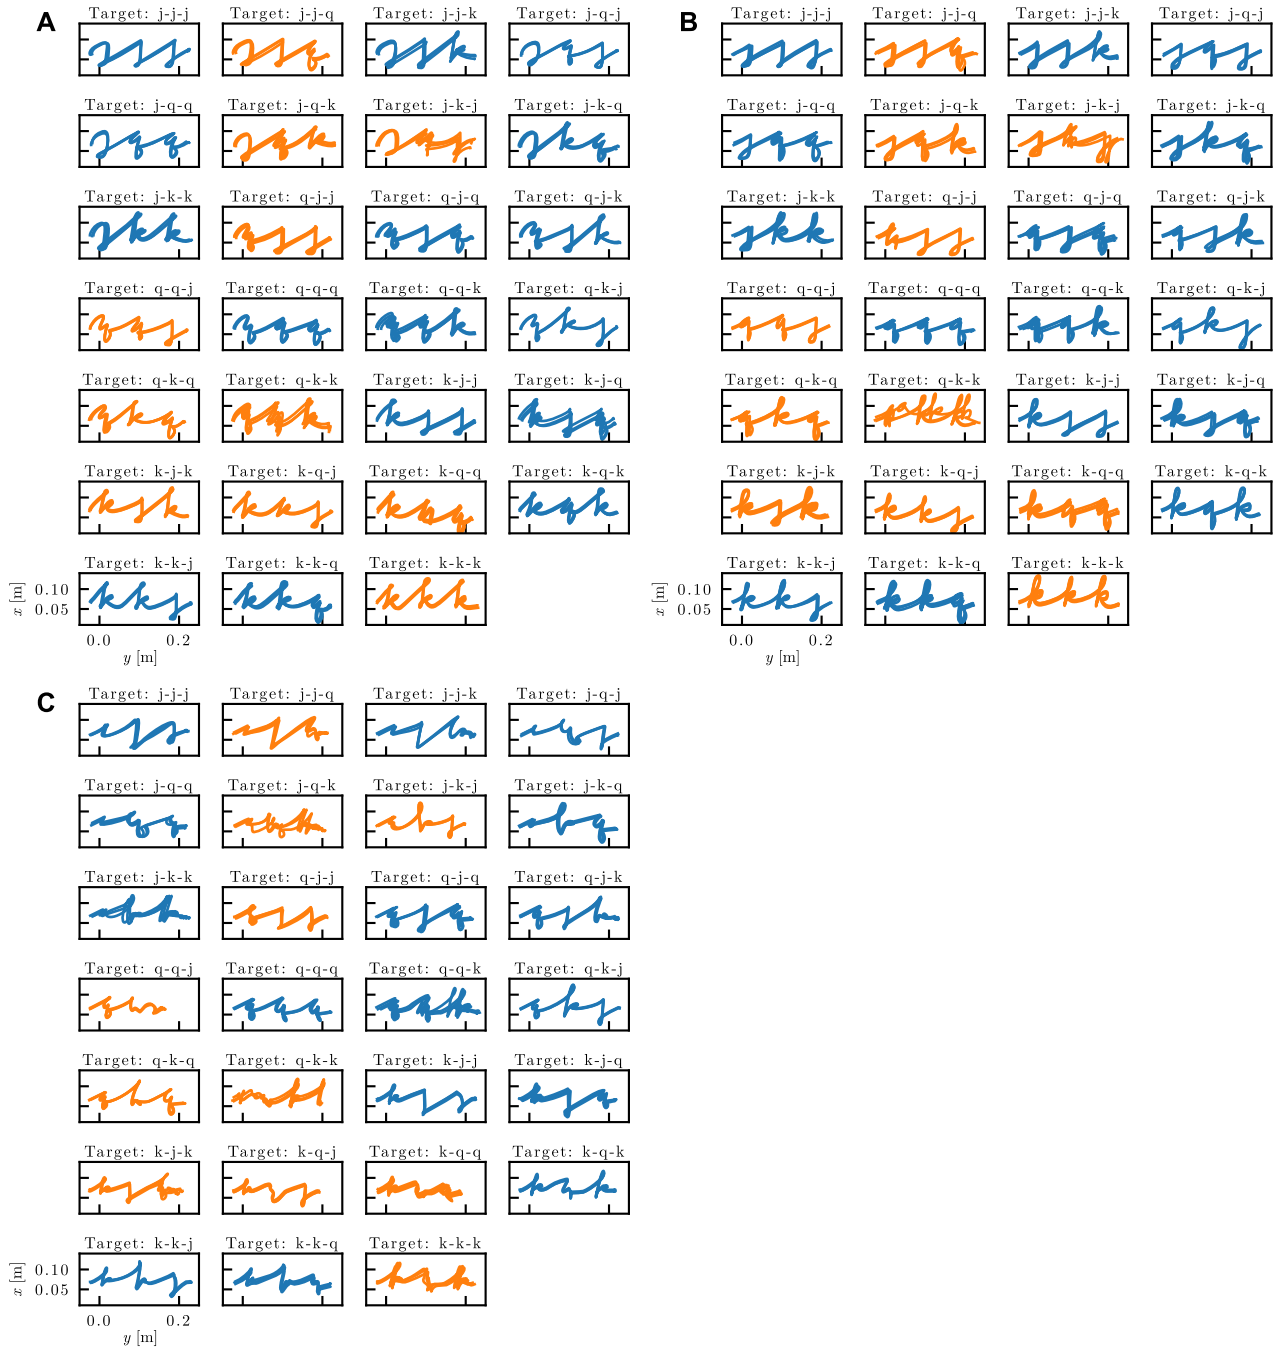 A
B
Target: j-j-j Target: j-j-q Target: j-j-k Target: j-q-j
Target: j-q-q Target: j-q-k Target: j-k-j Target: j-k-q
Target: j-k-k Target: q-j-j Target: q-j-q Target: q-j-k
Target: q-q-j Target: q-q-q Target: q-q-k Target: q-k-j
Target: q-k-q Target: q-k-k Target: k-j-j Target: k-j-q
Target: k-j-k Target: k-q-j Target: k-q-q Target: k-q-k
Target: k-k-j Target: k-k-q Target: k-k-k
x [m]
0.10
0.05
0.0 0.2
y [m]
Target: j-j-j Target: j-j-q Target: j-j-k Target: j-q-j
Target: j-q-q Target: j-q-k Target: j-k-j Target: j-k-q
Target: j-k-k Target: q-j-j Target: q-j-q Target: q-j-k
Target: q-q-j Target: q-q-q Target: q-q-k Target: q-k-j
Target: q-k-q Target: q-k-k Target: k-j-j Target: k-j-q
Target: k-j-k Target: k-q-j Target: k-q-q Target: k-q-k
Target: k-k-j Target: k-k-q Target: k-k-k
x [m]
0.10
0.05
0.0 0.2
y [m]
C
Target: j-j-j Target: j-j-q Target: j-j-k Target: j-q-j
Target: j-q-q Target: j-q-k Target: j-k-j Target: j-k-q
Target: j-k-k Target: q-j-j Target: q-j-q Target: q-j-k
Target: q-q-j Target: q-q-q Target: q-q-k Target: q-k-j
Target: q-k-q Target: q-k-k Target: k-j-j Target: k-j-q
Target: k-j-k Target: k-q-j Target: k-q-q Target: k-q-k
Target: k-k-j Target: k-k-q Target: k-k-k
x [m]
0.10
0.05
0.0 0.2
y [m]